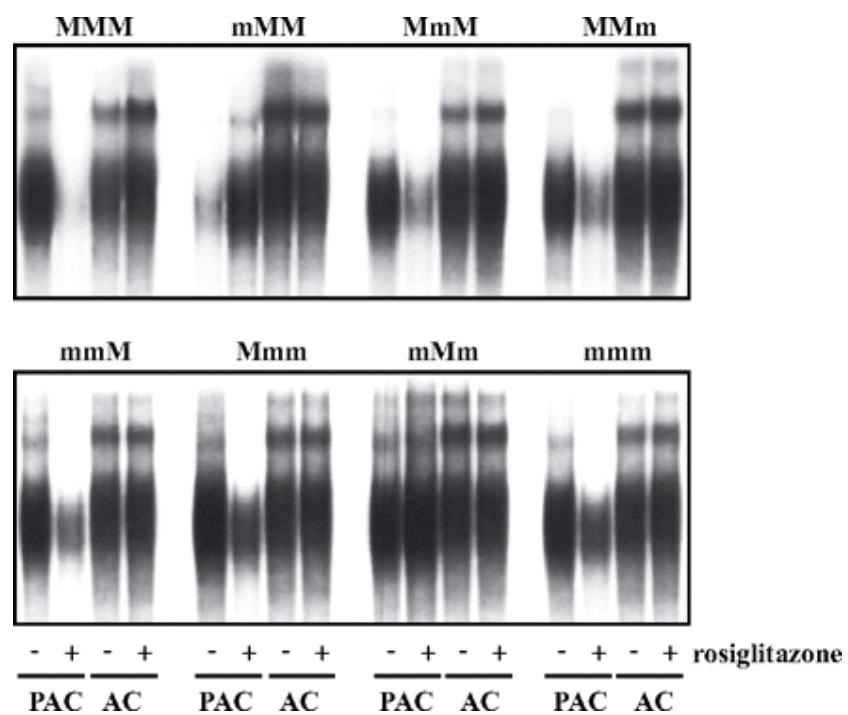 MMM mMM MmM MMm
mmM Mmm mMm mmm
- + - + - + - + - + - + - + - + rosiglitazone
PAC AC PAC AC PAC AC PAC AC